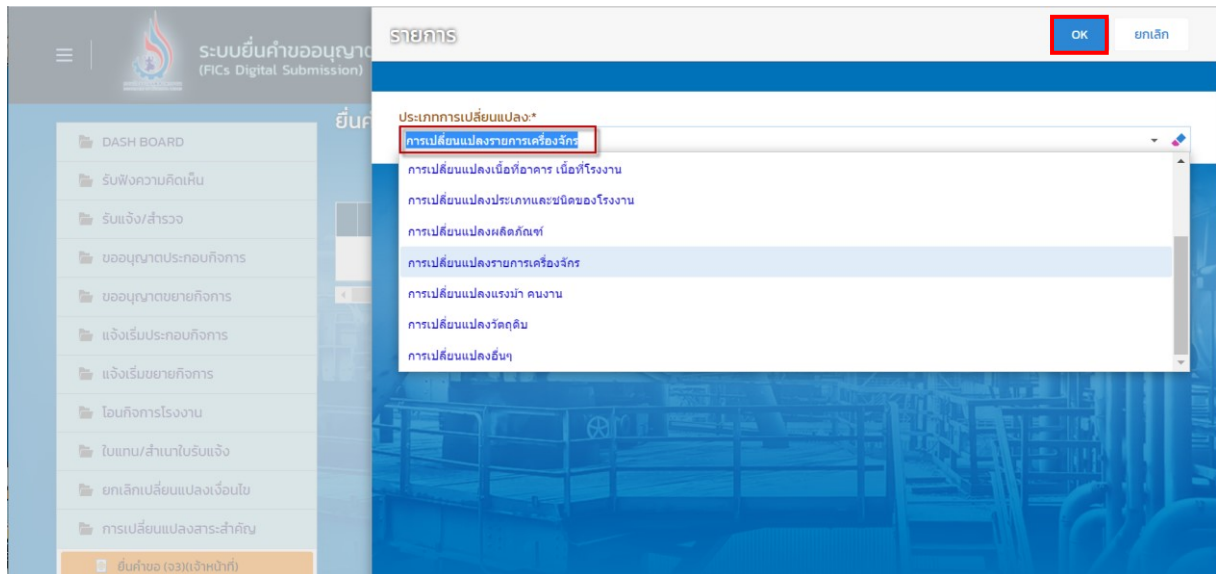 ระบบยื่นคำขออนุญาต
(FICs Digital Submission)
รายการ
OK
ยกเลิก
ยื่นค
ประเภทการเปลี่ยนแปลง:*
การเปลี่ยนแปลงรายการเครื่องจักร
การเปลี่ยนแปลงเนื้อที่อาคาร เนื้อที่โรงงาน
การเปลี่ยนแปลงประเภทและชนิดของโรงงาน
การเปลี่ยนแปลงผลิตภัณฑ์
การเปลี่ยนแปลงรายการเครื่องจักร
การเปลี่ยนแปลงแรงม้า คนงาน
การเปลี่ยนแปลงวัตถุดิบ
การเปลี่ยนแปลงอื่นๆ
DASH BOARD
รับฟังความคิดเห็น
รับแจ้ง/สำรวจ
ขออนุญาตประกอบกิจการ
ขออนุญาตขยายกิจการ
แจ้งเริ่มประกอบกิจการ
แจ้งเริ่มขยายกิจการ
โอนกิจการโรงงาน
ใบแทน/สำเนาใบรับแจ้ง
ยกเลิกเปลี่ยนแปลงเงื่อนไข
การเปลี่ยนแปลงสาระสำคัญ
ยื่นคำขอ (จ3)(เจ้าหน้าที่)